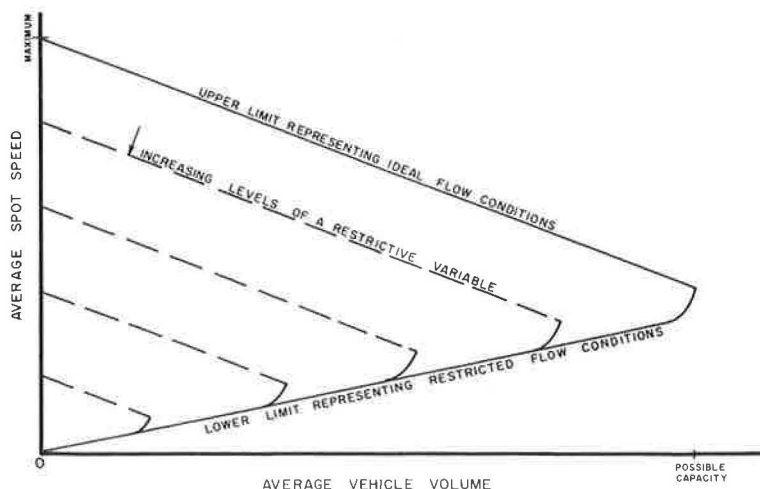 MAXIMUM
AVERAGE SPOT SPEED
UPPER LIMIT REPRESENTING IDEAL FLOW CONDITIONS
INCREASING LEVELS OF A RESTRICTIVE VARIABLE
LOWER LIMIT REPRESENTING RESTRICTED FLOW CONDITIONS
0
POSSIBLE
CAPACITY
AVERAGE VEHICLE VOLUME